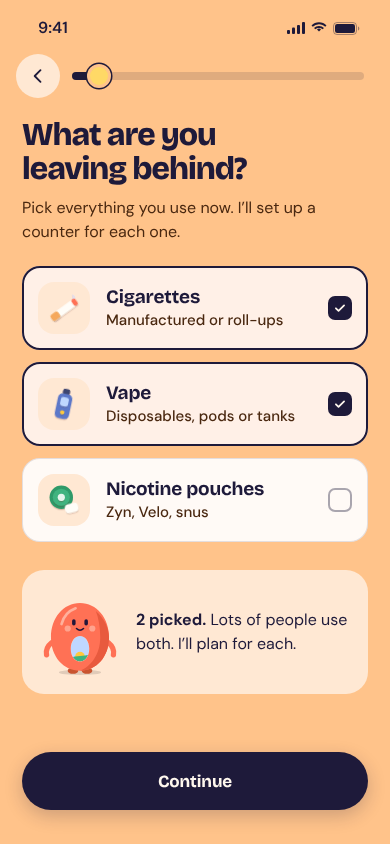 9:41
What are you
leaving behind?
Pick everything you use now. I’ll set up a
counter for each one.
Cigarettes
Manufactured or roll-ups
Vape
Disposables, pods or tanks
Nicotine pouches
Zyn, Velo, snus
2 picked. Lots of people use
both. I’ll plan for each.
Continue